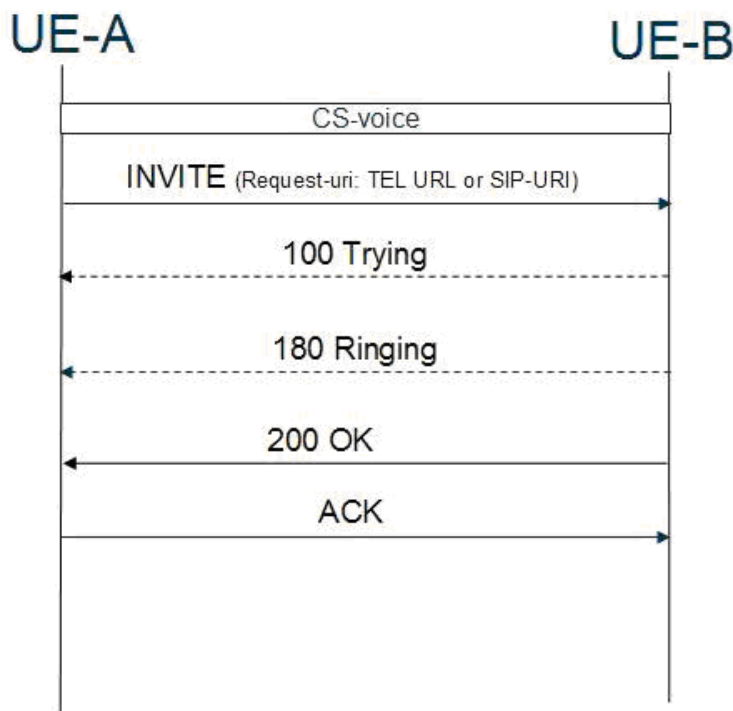 UE-A
UE-B
CS-voice
INVITE (Request-uri: TEL URL or SIP-URI)
100 Trying
180 Ringing
200 OK
ACK